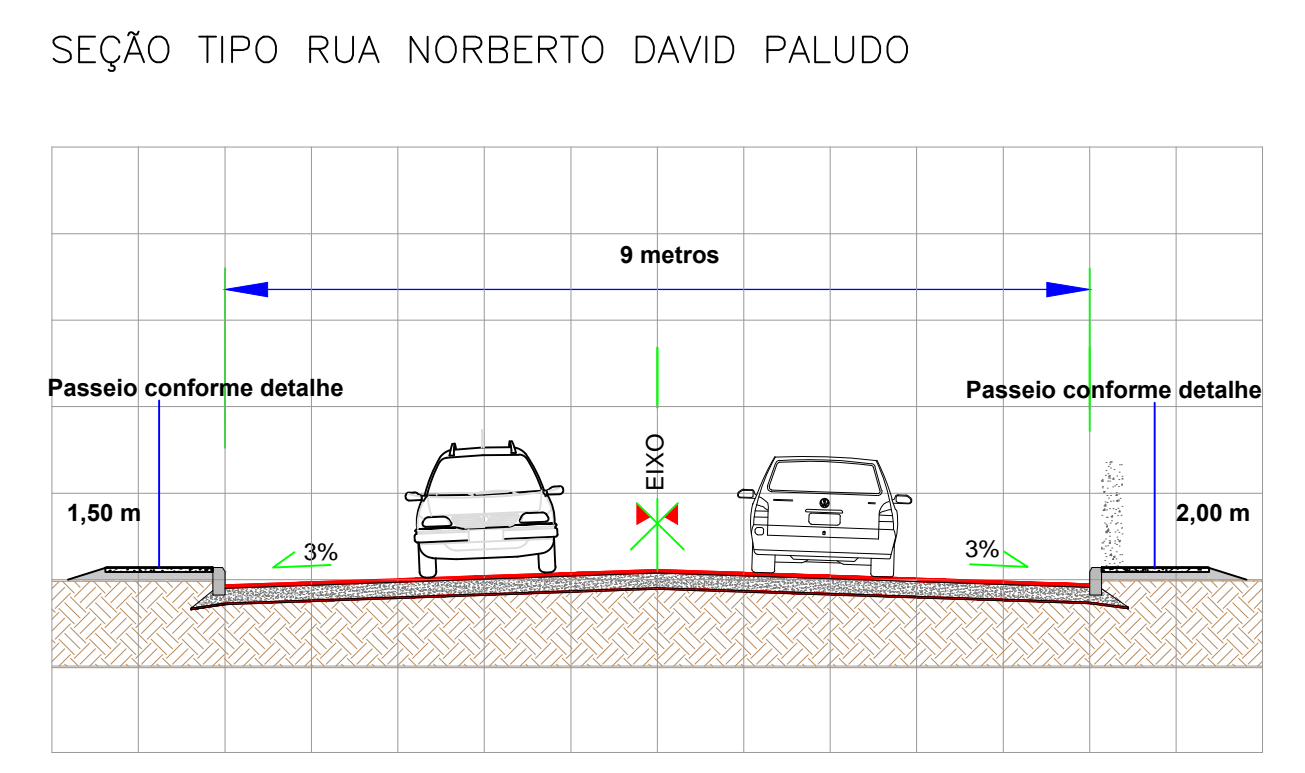 SEÇÃO TIPO RUA NORBERTO DAVID PALUDO
9 metros
Passeio conforme detalhe
Passeio conforme detalhe
EIXO
1,50 m
2,00 m
3%
3%